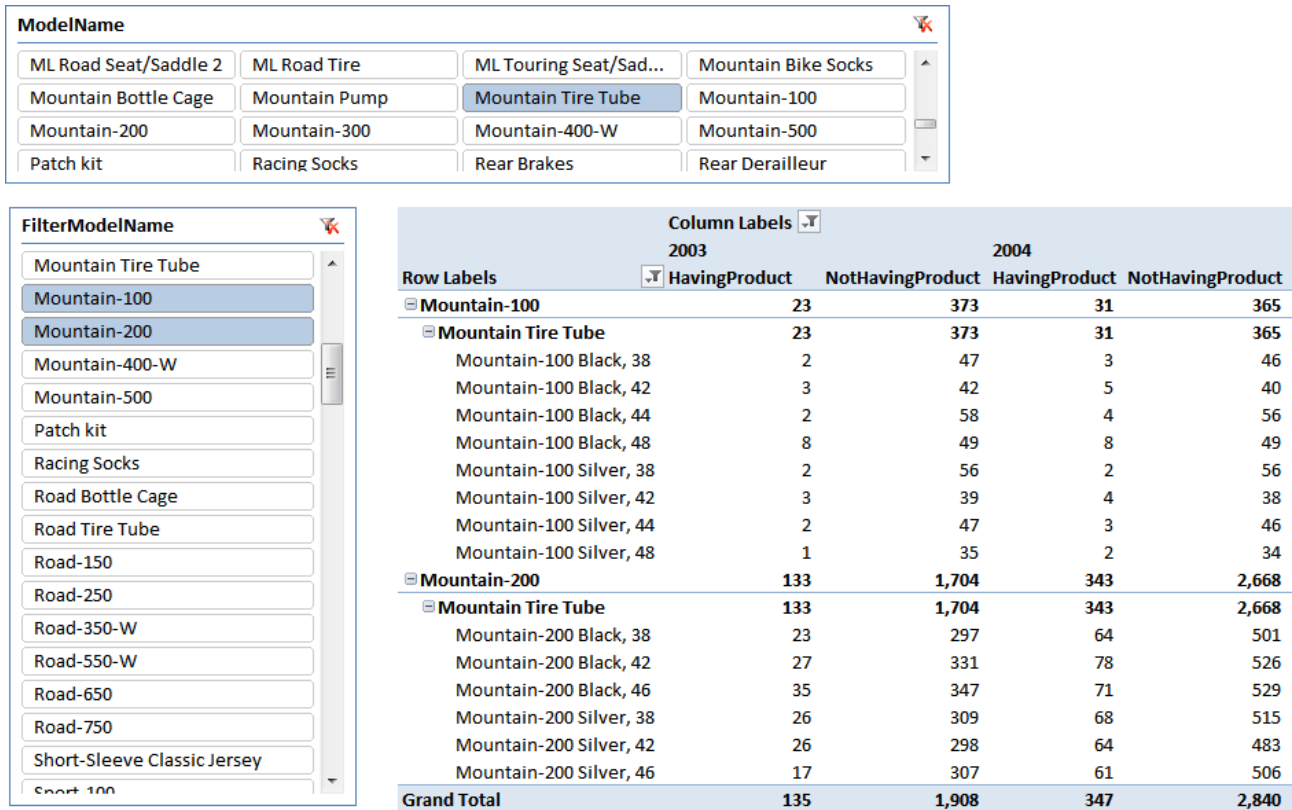 ModelName
ML Road Seat/Saddle 2 ML Road Tire ML Touring Seat/Sad... Mountain Bike Socks
Mountain Bottle Cage Mountain Pump Mountain Tire Tube Mountain-100
Mountain-200 Mountain-300 Mountain-400-W Mountain-500
Patch kit Racing Socks Rear Brakes Rear Derailleur
FilterModelName
Mountain Tire Tube
Mountain-100
Mountain-200
Mountain-400-W
Mountain-500
Patch kit
Racing Socks
Road Bottle Cage
Road Tire Tube
Road-150
Road-250
Road-350-W
Road-550-W
Road-650
Road-750
Short-Sleeve Classic Jersey
Sport-100
Column Labels
2003 2004
Row Labels HavingProduct NotHavingProduct HavingProduct NotHavingProduct
Mountain-100 23 373 31 365
Mountain Tire Tube 23 373 31 365
Mountain-100 Black, 38 2 47 3 46
Mountain-100 Black, 42 3 42 5 40
Mountain-100 Black, 44 2 58 4 56
Mountain-100 Black, 48 8 49 8 49
Mountain-100 Silver, 38 2 56 2 56
Mountain-100 Silver, 42 3 39 4 38
Mountain-100 Silver, 44 2 47 3 46
Mountain-100 Silver, 48 1 35 2 34
Mountain-200 133 1,704 343 2,668
Mountain Tire Tube 133 1,704 343 2,668
Mountain-200 Black, 38 23 297 64 501
Mountain-200 Black, 42 27 331 78 526
Mountain-200 Black, 46 35 347 71 529
Mountain-200 Silver, 38 26 309 68 515
Mountain-200 Silver, 42 26 298 64 483
Mountain-200 Silver, 46 17 307 61 506
Grand Total 135 1,908 347 2,840